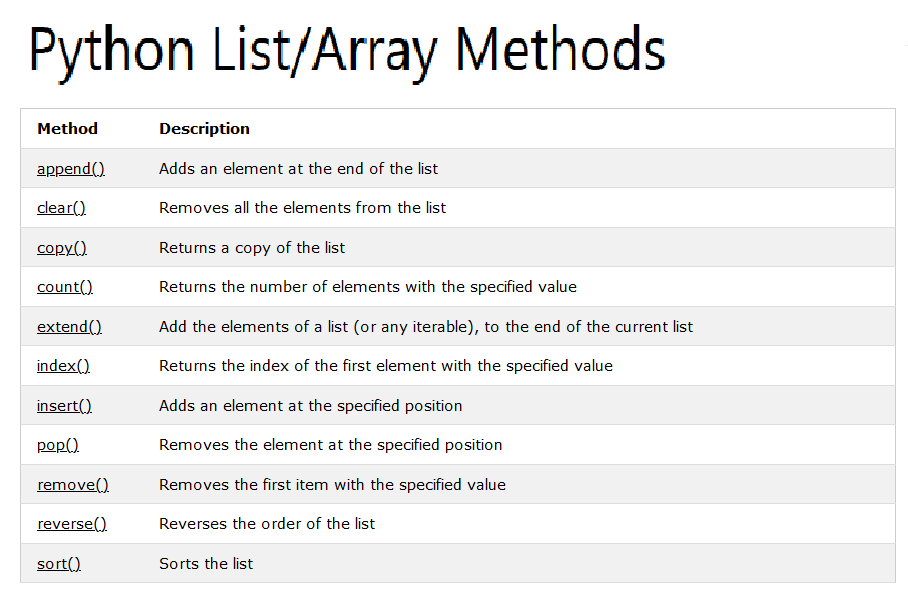 Python List/Array Methods
Method Description
append() Adds an element at the end of the list
clear() Removes all the elements from the list
copy() Returns a copy of the list
count() Returns the number of elements with the specified value
extend() Add the elements of a list (or any iterable), to the end of the current list
index() Returns the index of the first element with the specified value
insert() Adds an element at the specified position
pop() Removes the element at the specified position
remove() Removes the first item with the specified value
reverse() Reverses the order of the list
sort() Sorts the list